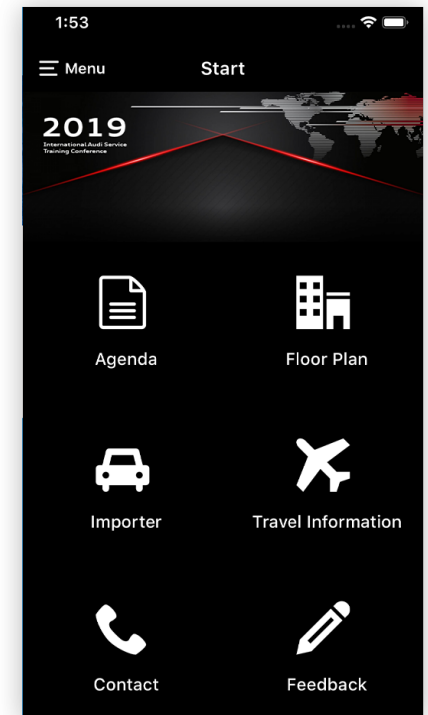 1:53
Menu
Start
2019
International Audi Service
Training Conference
Agenda
Floor Plan
Importer
Travel Information
Contact
Feedback